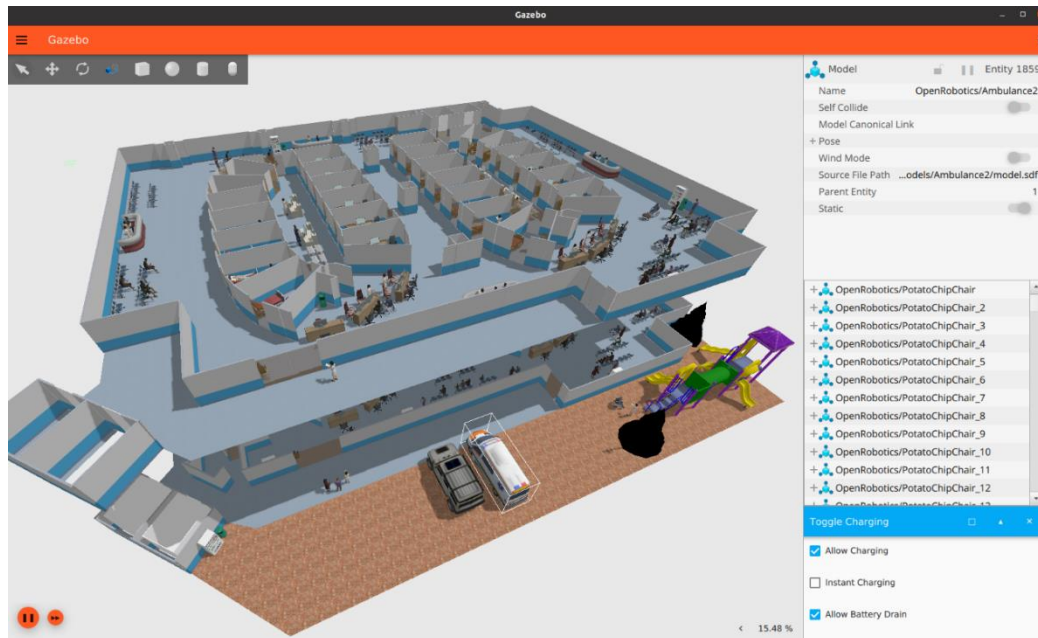 Gazebo
Gazebo
Model Entity 1859
Name OpenRobotics/Ambulance2
Self Collide
Model Canonical Link
+ Pose
Wind Mode
Source File Path ...odels/Ambulance2/model.sdf
Parent Entity 1
Static
+ OpenRobotics/PotatoChipChair
+ OpenRobotics/PotatoChipChair_2
+ OpenRobotics/PotatoChipChair_3
+ OpenRobotics/PotatoChipChair_4
+ OpenRobotics/PotatoChipChair_5
+ OpenRobotics/PotatoChipChair_6
+ OpenRobotics/PotatoChipChair_7
+ OpenRobotics/PotatoChipChair_8
+ OpenRobotics/PotatoChipChair_9
+ OpenRobotics/PotatoChipChair_10
+ OpenRobotics/PotatoChipChair_11
+ OpenRobotics/PotatoChipChair_12
Toggle Charging
Allow Charging
Instant Charging
Allow Battery Drain
15.48 %